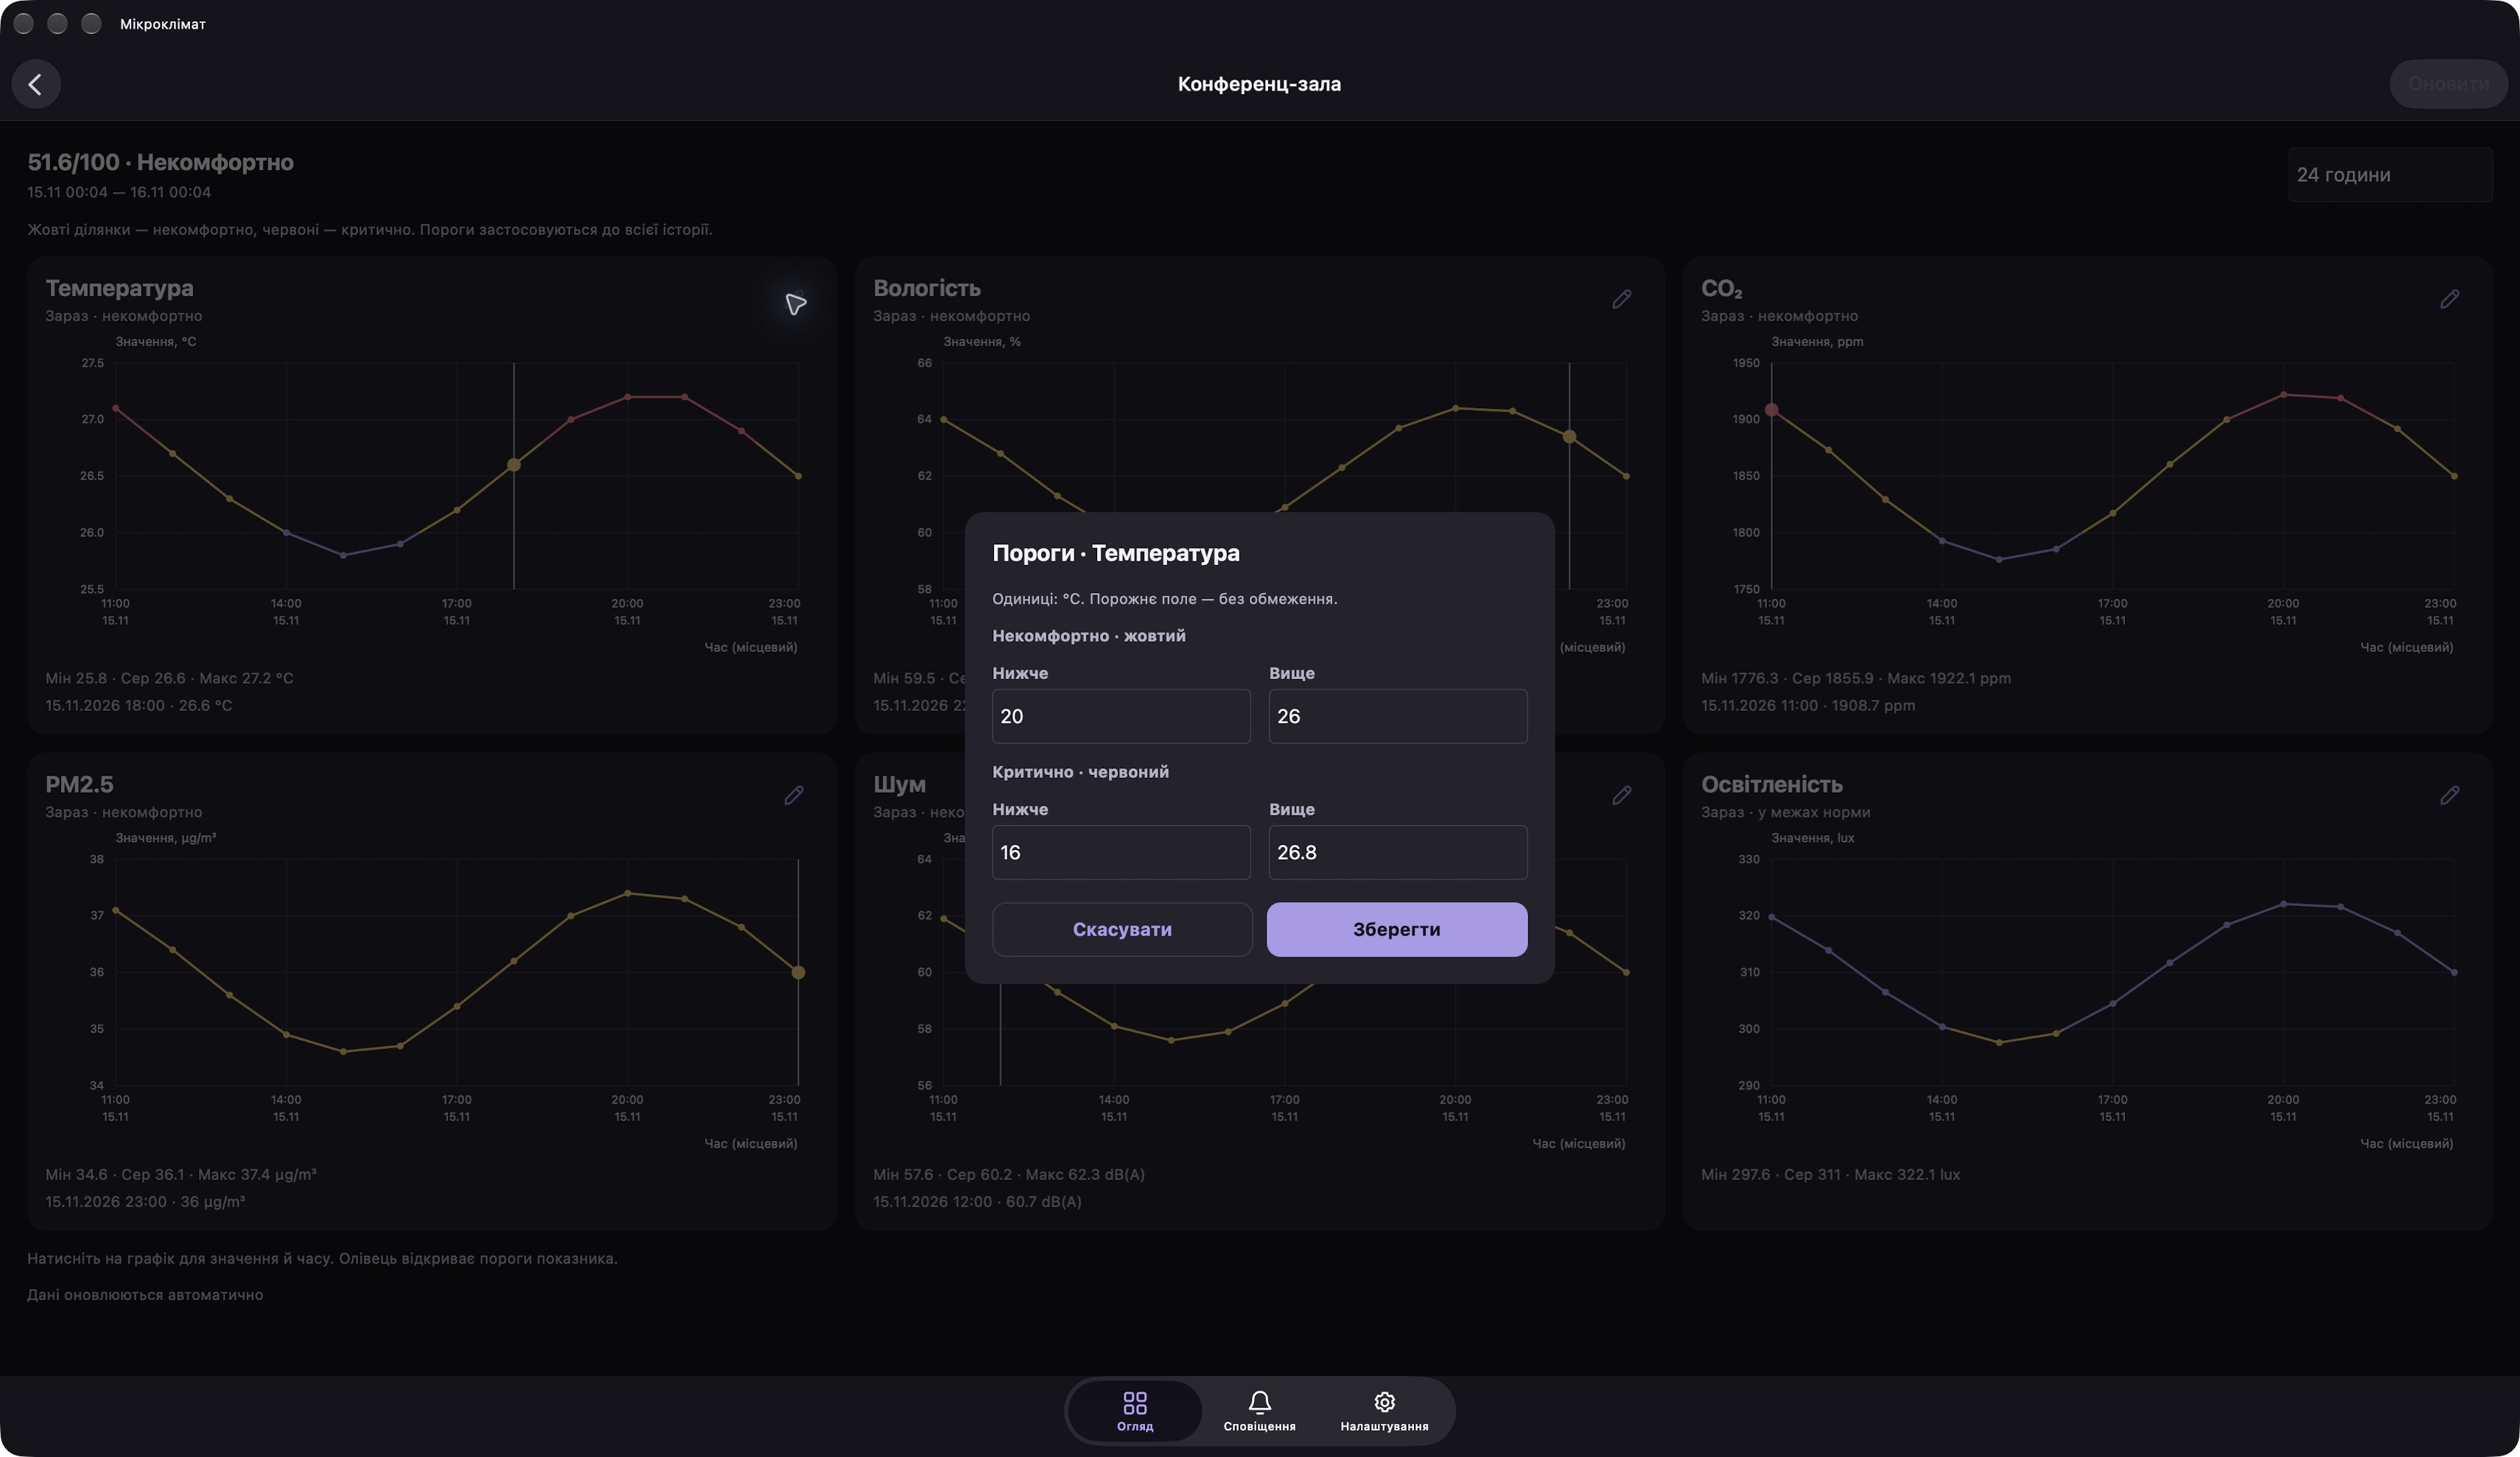 Мікроклімат
Конференц-зала
Оновити
51.6/100 · Некомфортно
15.11 00:04 — 16.11 00:04
24 години
Жовті ділянки — некомфортно, червоні — критично. Пороги застосовуються до всієї історії.
Температура
Зараз · некомфортно
Значення, °C
27.5
27.0
26.5
26.0
25.5
11:00 14:00 17:00 20:00 23:00
15.11 15.11 15.11 15.11 15.11
Час (місцевий)
Мін 25.8 · Сер 26.6 · Макс 27.2 °C
15.11.2026 18:00 · 26.6 °C
Вологість
Зараз · некомфортно
Значення, %
66
64
62
60
58
11:00 23:00
15.11 15.11
(місцевий)
Мін 59.5
15.11.2026
CO₂
Зараз · некомфортно
Значення, ppm
1950
1900
1850
1800
1750
11:00 14:00 17:00 20:00 23:00
15.11 15.11 15.11 15.11 15.11
Час (місцевий)
Мін 1776.3 · Сер 1855.9 · Макс 1922.1 ppm
15.11.2026 11:00 · 1908.7 ppm
Пороги · Температура
Одиниці: °C. Порожнє поле — без обмеження.
Некомфортно · жовтий
Нижче Вище
20 26
Критично · червоний
Нижче Вище
16 26.8
Скасувати Зберегти
PM2.5
Зараз · некомфортно
Значення, µg/m³
38
37
36
35
34
11:00 14:00 17:00 20:00 23:00
15.11 15.11 15.11 15.11 15.11
Час (місцевий)
Мін 34.6 · Сер 36.1 · Макс 37.4 µg/m³
15.11.2026 23:00 · 36 µg/m³
Шум
Зараз ·
64
62
60
58
56
11:00 14:00 17:00 20:00 23:00
15.11 15.11 15.11 15.11 15.11
Час (місцевий)
Мін 57.6 · Сер 60.2 · Макс 62.3 dB(A)
15.11.2026 12:00 · 60.7 dB(A)
Освітленість
Зараз · у межах норми
Значення, lux
330
320
310
300
290
11:00 14:00 17:00 20:00 23:00
15.11 15.11 15.11 15.11 15.11
Час (місцевий)
Мін 297.6 · Сер 311 · Макс 322.1 lux
Натисніть на графік для значення й часу. Олівець відкриває пороги показника.
Дані оновлюються автоматично
Огляд Сповіщення Налаштування